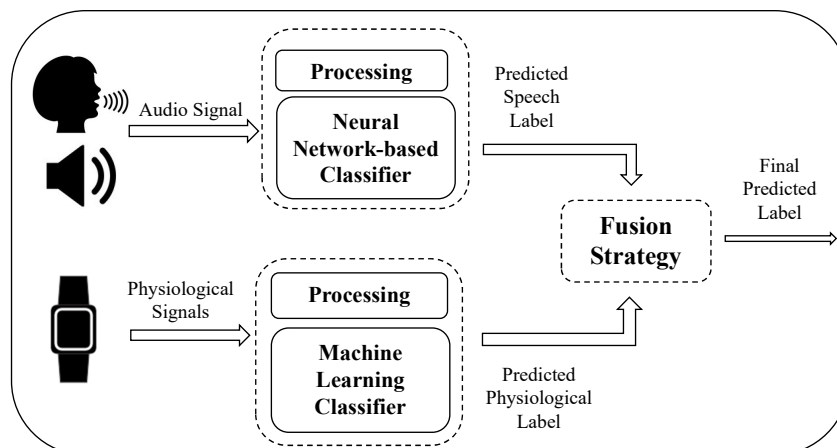 Audio Signal
Processing
Neural
Network-based
Classifier
Predicted
Speech
Label
Physiological
Signals
Processing
Machine
Learning
Classifier
Predicted
Physiological
Label
Fusion
Strategy
Final
Predicted
Label